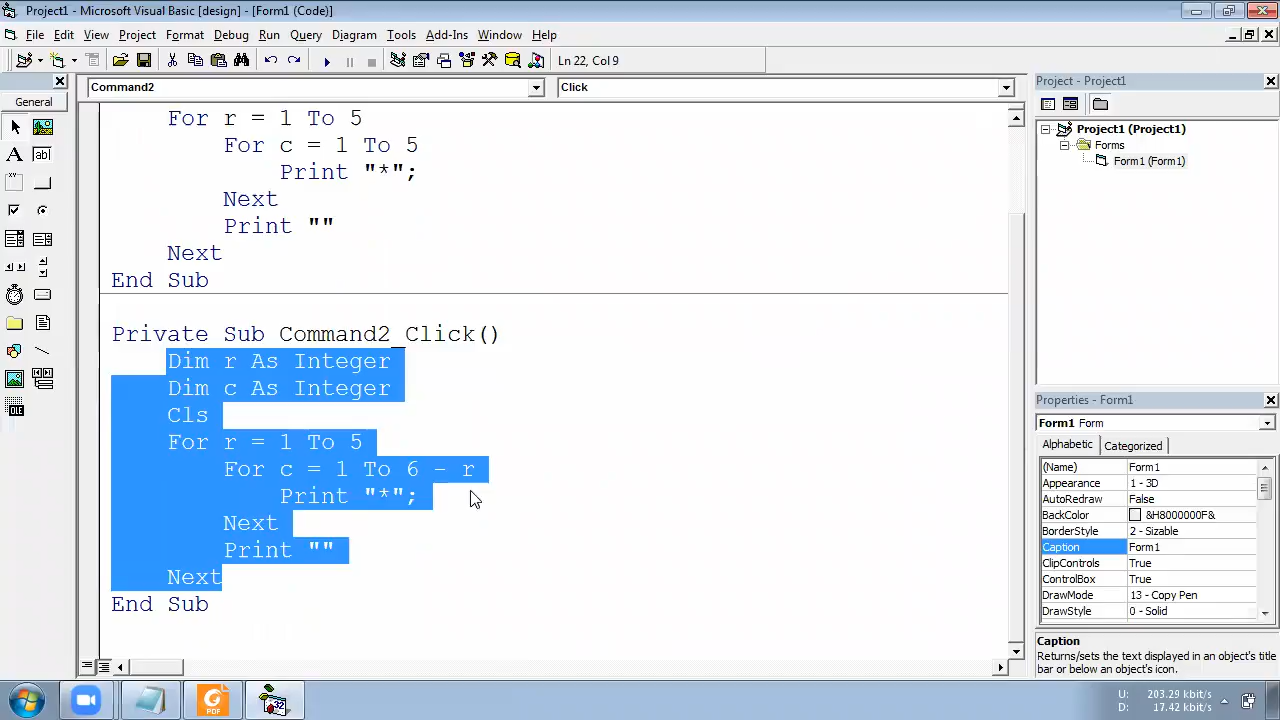 Project1 - Microsoft Visual Basic [design] - [Form1 (Code)]
File Edit View Project Format Debug Run Query Diagram Tools Add-Ins Window Help
Ln 22, Col 9
General
Command2
Click
For r = 1 To 5
For c = 1 To 5
Print "*";
Next
Print ""
Next
End Sub
Private Sub Command2_Click()
Dim r As Integer
Dim c As Integer
Cls
For r = 1 To 5
For c = 1 To 6 - r
Print "*";
Next
Print ""
Next
End Sub
Project - Project1
Project1 (Project1)
Forms
Form1 (Form1)
Properties - Form1
Form1 Form
Alphabetic Categorized
(Name) Form1
Appearance 1 - 3D
AutoRedraw False
BackColor &H8000000F&
BorderStyle 2 - Sizable
Caption Form1
ClipControls True
ControlBox True
DrawMode 13 - Copy Pen
DrawStyle 0 - Solid
Caption
Returns/sets the text displayed in an object's title
bar or below an object's icon.
U: 203.29 kbit/s
D: 17.42 kbit/s